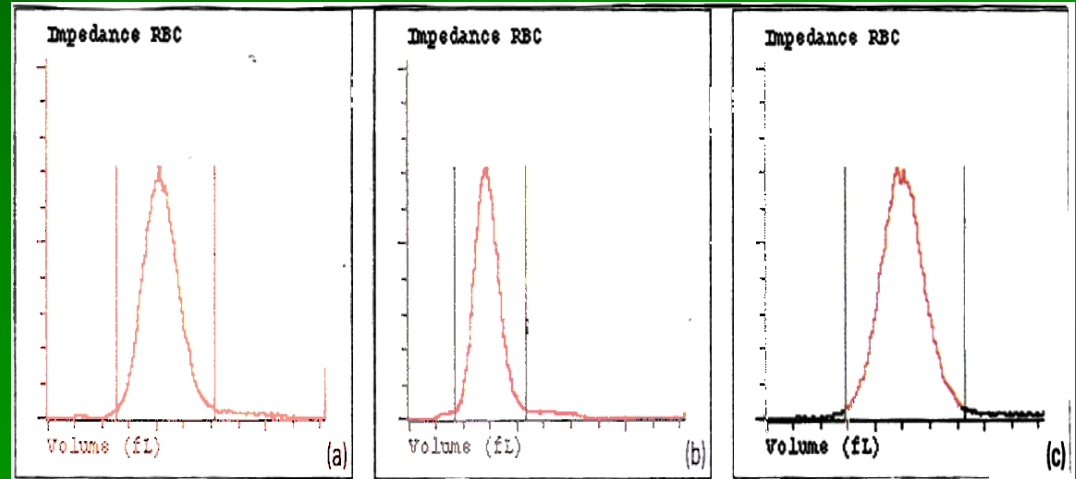 Impedance RBC
Volume (fL)
(a)
Impedance RBC
Volume (fL)
(b)
Impedance RBC
Volume (fL)
(c)